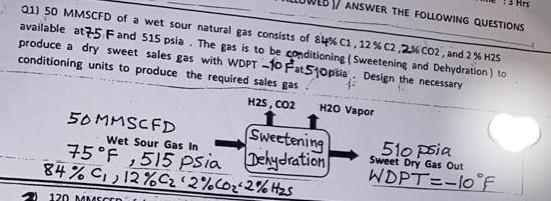 ANSWER THE FOLLOWING QUESTIONS
Q1) 50 MMSCFD of a wet sour natural gas consists of 84% C1, 12 % C2, 2% CO2, and 2 % H2S
available at 75 F and 515 psia . The gas is to be conditioning ( Sweetening and Dehydration ) to
produce a dry sweet sales gas with WDPT -10 F at 510 psia . Design the necessary
conditioning units to produce the required sales gas
H2S, CO2 H2O Vapor
50 MMSCFD
Wet Sour Gas In
75°F, 515 psia
84% C1, 12% C2, 2% CO2, 2% H2S
Sweetening
Dehydration
510 psia
Sweet Dry Gas Out
WDPT=-10°F
120 MMSCFD